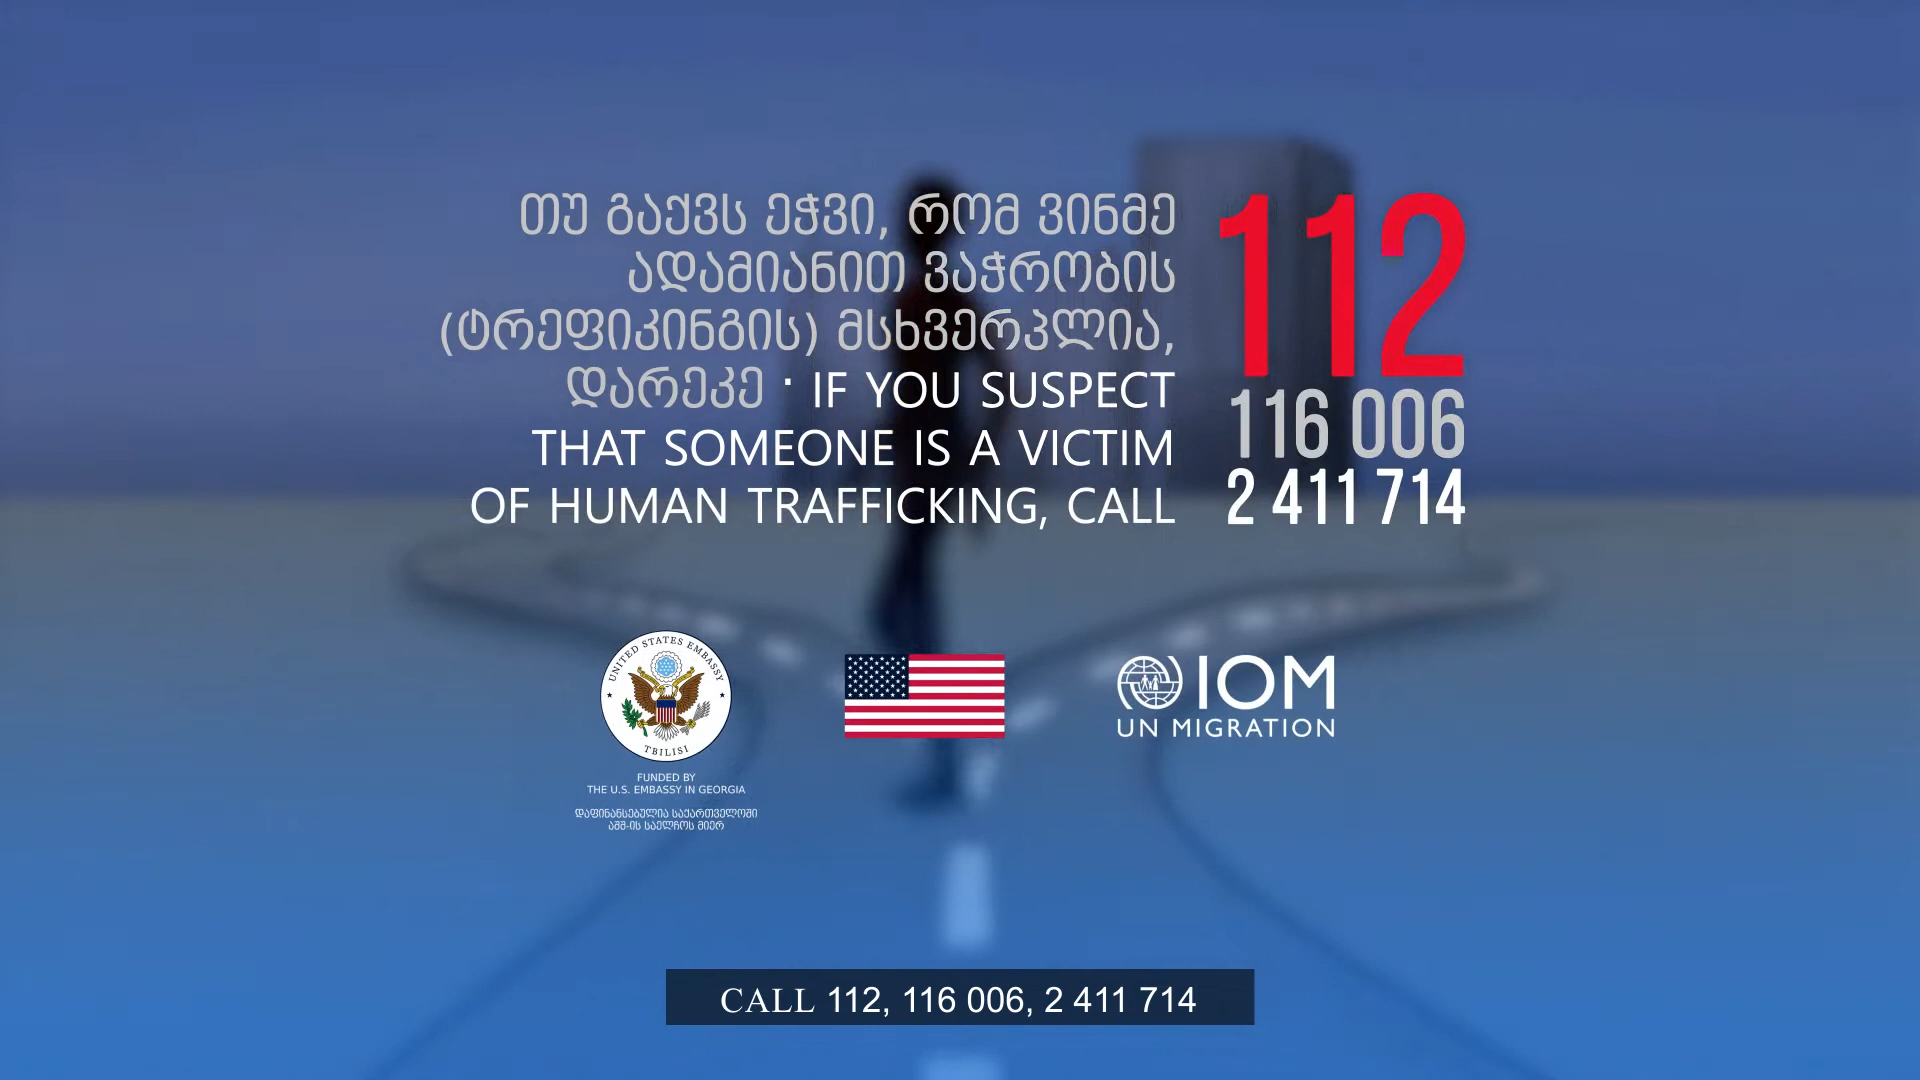 თუ გაქვს ეჭვი, რომ ვინმე
ადამიანით ვაჭრობის
(ტრეფიკინგის) მსხვერპლია,
დარეკე · IF YOU SUSPECT
THAT SOMEONE IS A VICTIM
OF HUMAN TRAFFICKING, CALL
112
116 006
2 411 714
UNITED STATES EMBASSY
TBILISI
FUNDED BY
THE U.S. EMBASSY IN GEORGIA
დაფინანსებულია საქართველოში
აშშ-ის საელჩოს მიერ
IOM
UN MIGRATION
CALL 112, 116 006, 2 411 714